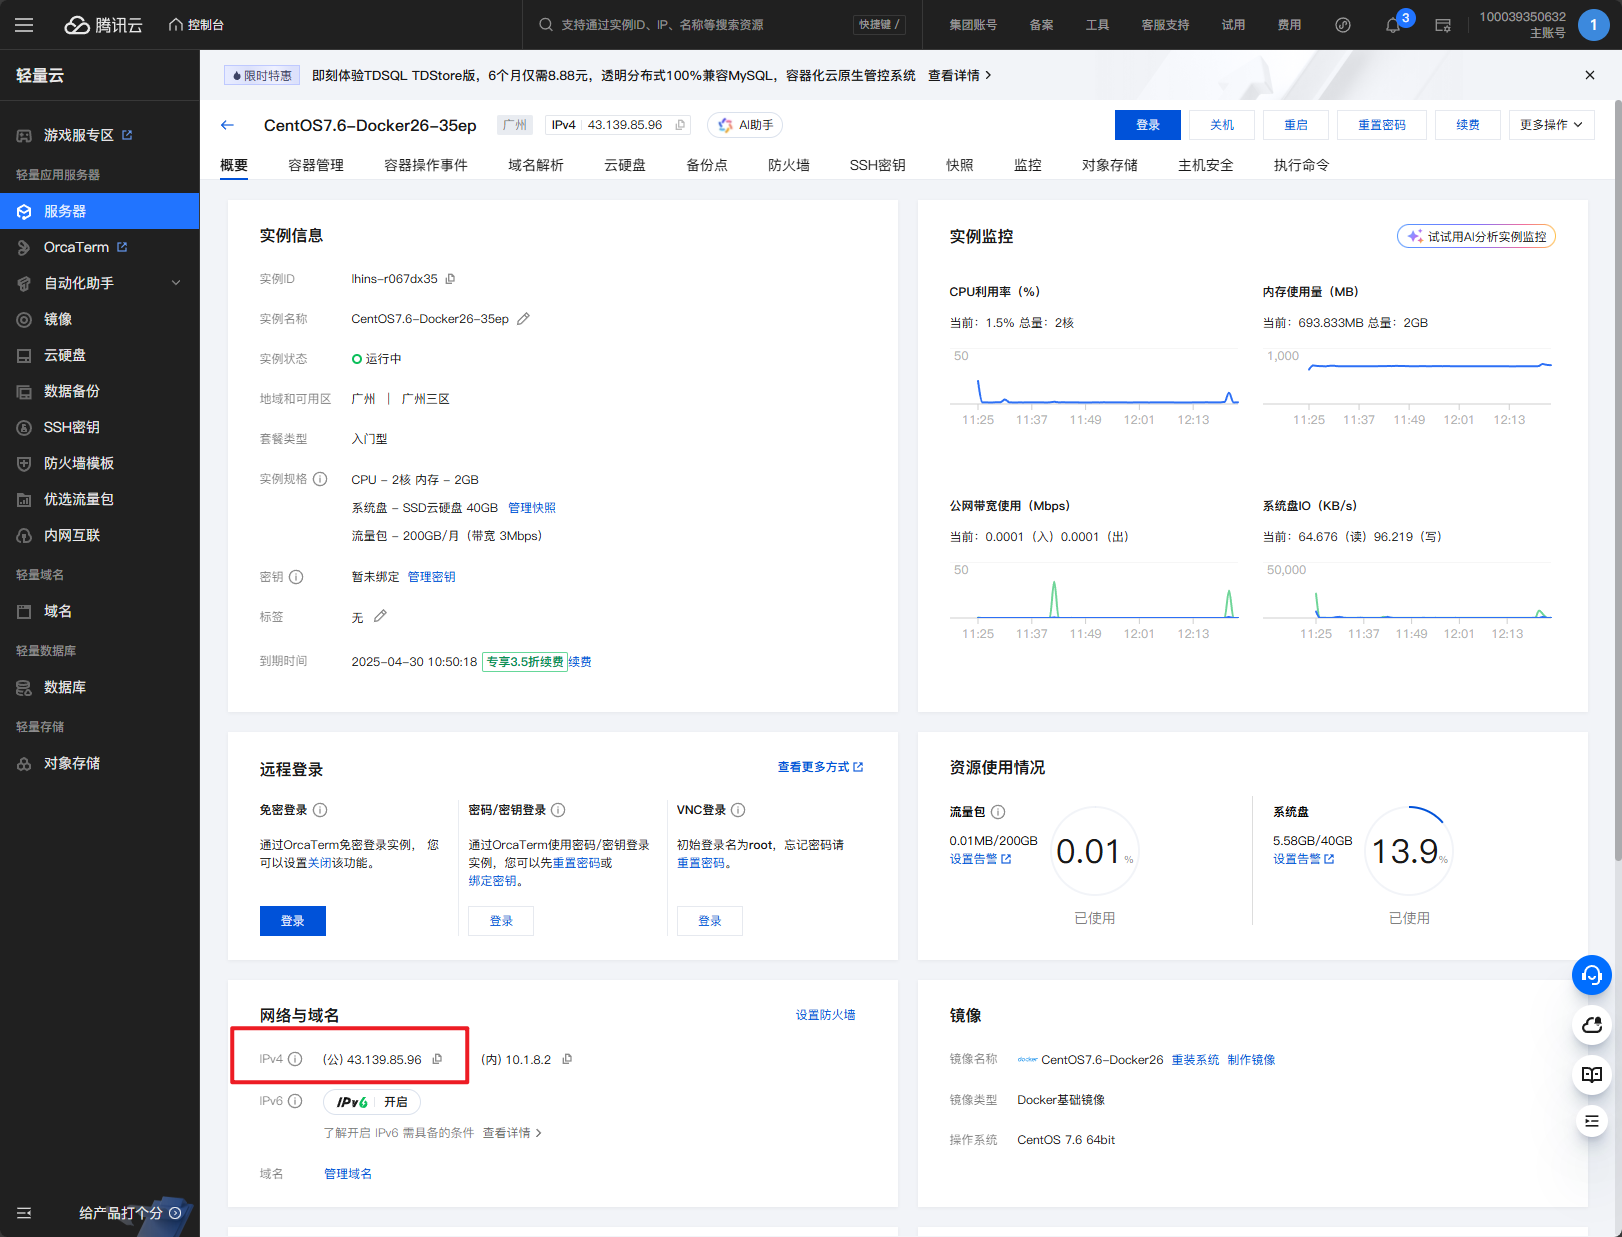 腾讯云
控制台
支持通过实例ID、IP、名称等搜索资源
快捷键 /
集团账号
备案
工具
客服支持
试用
费用
3
100039350632
主账号
1
轻量云
游戏服专区
轻量应用服务器
服务器
OrcaTerm
自动化助手
镜像
云硬盘
数据备份
SSH密钥
防火墙模板
优选流量包
内网互联
轻量域名
域名
轻量数据库
数据库
轻量存储
对象存储
给产品打个分
限时特惠
即刻体验TDSQL TDStore版，6个月仅需8.88元，透明分布式100%兼容MySQL，容器化云原生管控系统 查看详情
CentOS7.6-Docker26-35ep
广州
IPv4 43.139.85.96
AI助手
登录
关机
重启
重置密码
续费
更多操作
概要
容器管理
容器操作事件
域名解析
云硬盘
备份点
防火墙
SSH密钥
快照
监控
对象存储
主机安全
执行命令
实例信息
实例ID lhins-r067dx35
实例名称 CentOS7.6-Docker26-35ep
实例状态 运行中
地域和可用区 广州 | 广州三区
套餐类型 入门型
实例规格 CPU - 2核 内存 - 2GB
系统盘 - SSD云硬盘 40GB 管理快照
流量包 - 200GB/月（带宽 3Mbps）
密钥 暂未绑定 管理密钥
标签 无
到期时间 2025-04-30 10:50:18 专享3.5折续费 续费
实例监控
试试用AI分析实例监控
CPU利用率（%）
当前：1.5% 总量：2核
50
11:25 11:37 11:49 12:01 12:13
内存使用量（MB）
当前：693.833MB 总量：2GB
1,000
11:25 11:37 11:49 12:01 12:13
公网带宽使用（Mbps）
当前：0.0001（入）0.0001（出）
50
11:25 11:37 11:49 12:01 12:13
系统盘IO（KB/s）
当前：64.676（读）96.219（写）
50,000
11:25 11:37 11:49 12:01 12:13
远程登录
查看更多方式
免密登录
通过OrcaTerm免密登录实例， 您
可以设置关闭该功能。
登录
密码/密钥登录
通过OrcaTerm使用密码/密钥登录
实例，您可以先重置密码或
绑定密钥。
登录
VNC登录
初始登录名为root，忘记密码请
重置密码。
登录
资源使用情况
流量包
0.01MB/200GB
设置告警
0.01%
已使用
系统盘
5.58GB/40GB
设置告警
13.9%
已使用
网络与域名
设置防火墙
IPv4 (公) 43.139.85.96 (内) 10.1.8.2
IPv6 IPv6 开启
了解开启 IPv6 需具备的条件 查看详情
域名 管理域名
镜像
镜像名称 docker CentOS7.6-Docker26 重装系统 制作镜像
镜像类型 Docker基础镜像
操作系统 CentOS 7.6 64bit